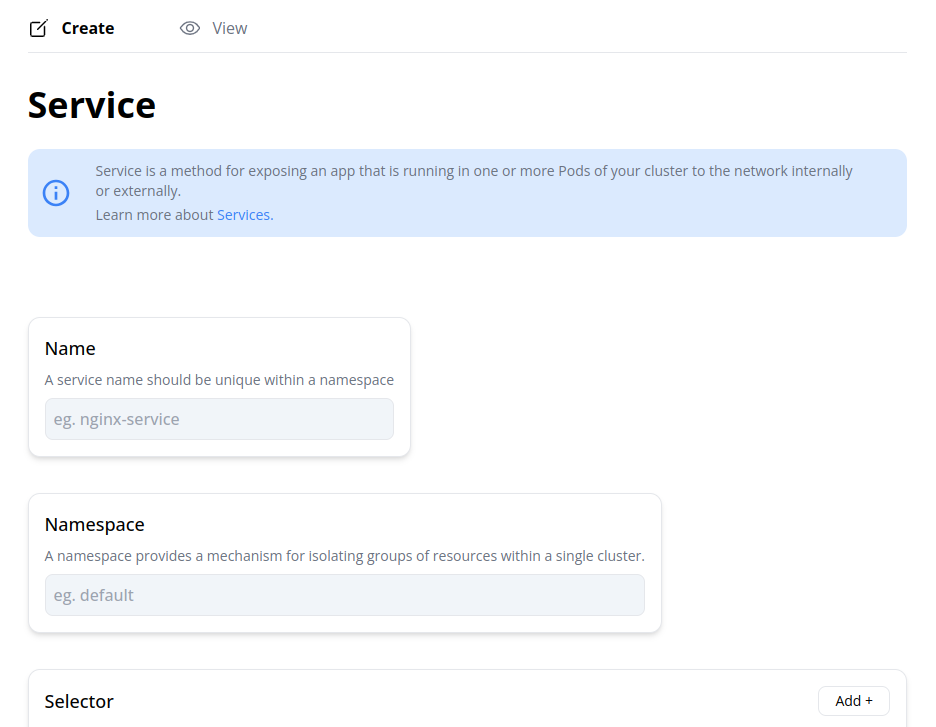 Create View
Service
Service is a method for exposing an app that is running in one or more Pods of your cluster to the network internally
or externally.
Learn more about Services.
Name
A service name should be unique within a namespace
eg. nginx-service
Namespace
A namespace provides a mechanism for isolating groups of resources within a single cluster.
eg. default
Selector Add +